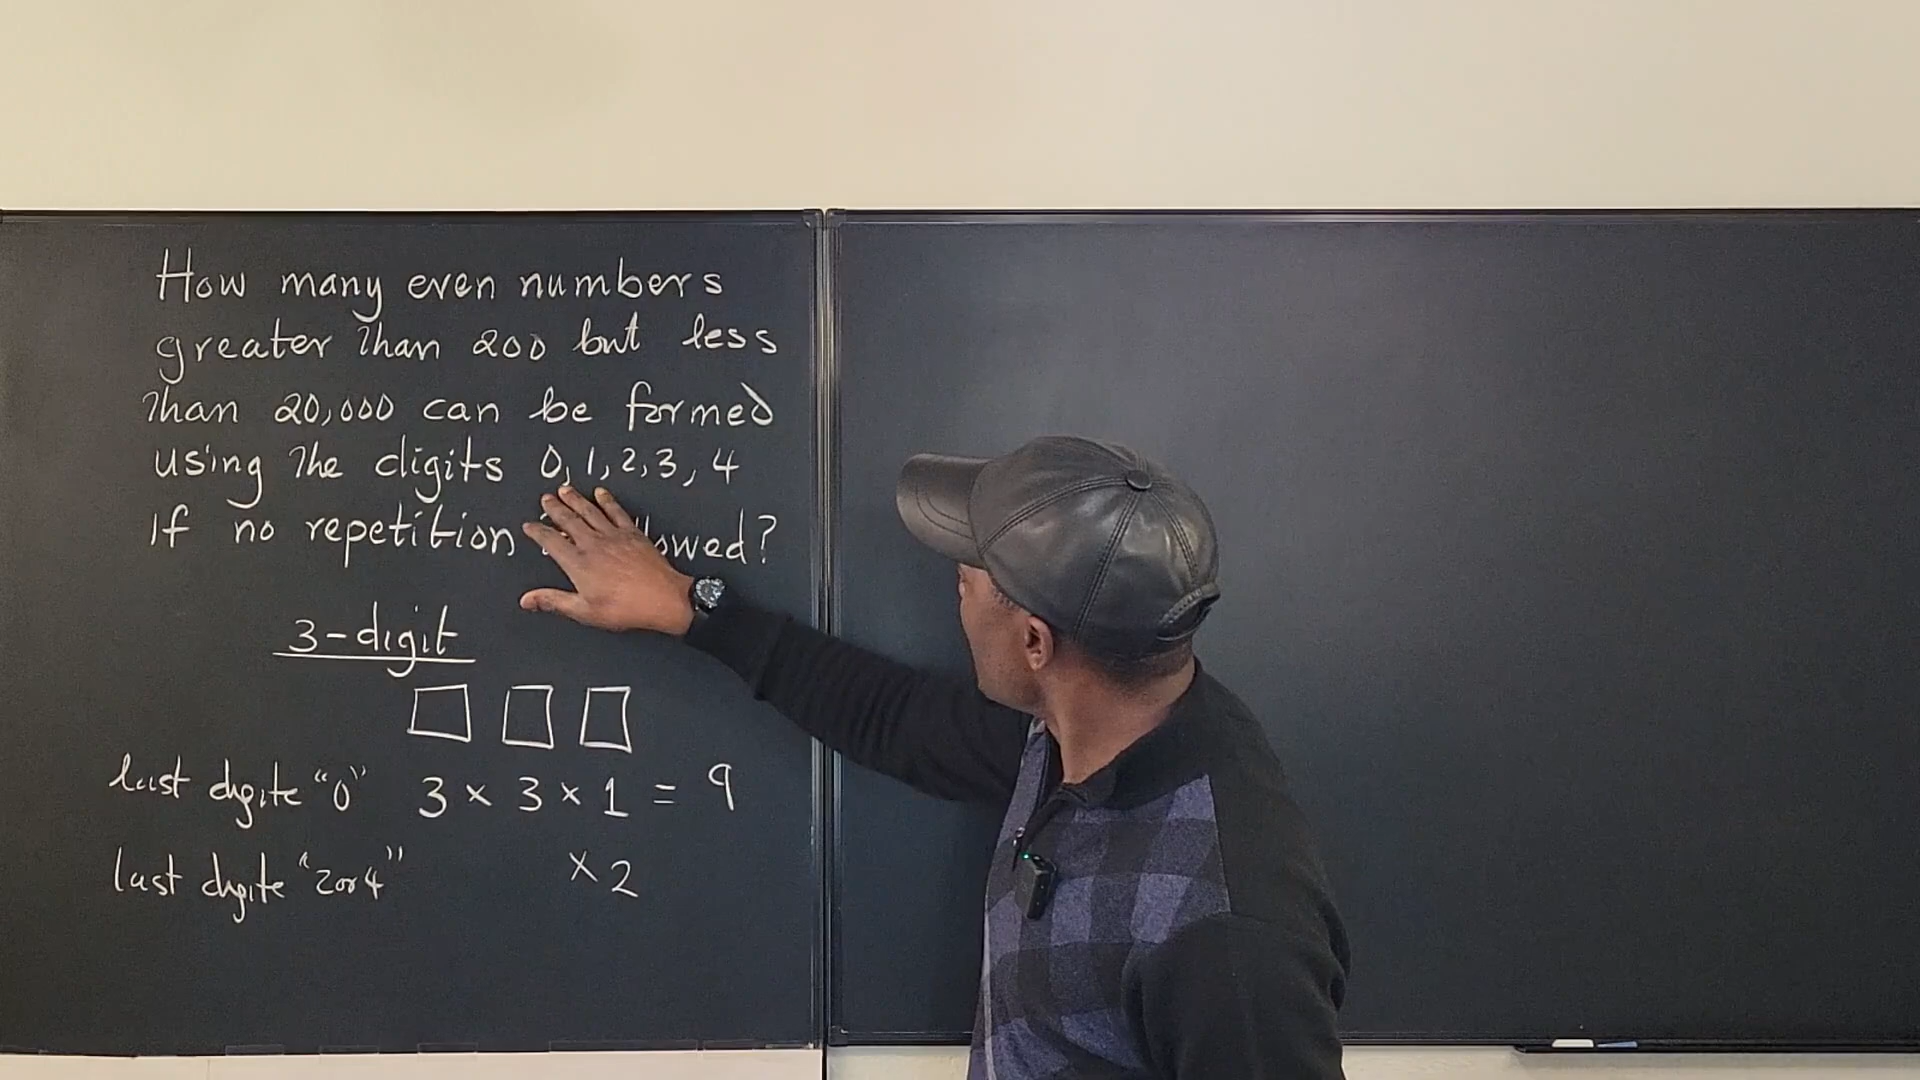 How many even numbers
greater than 200 but less
than 20,000 can be formed
using the digits 0, 1, 2, 3, 4
If no repetition owed?
3-digit
last digite "0" 3 × 3 × 1 = 9
last digite "2 or 4" × 2